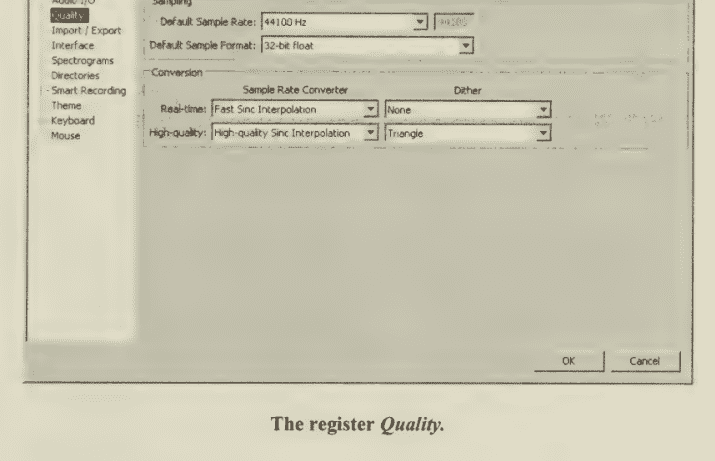 Audio I/O
Quality
Import / Export
Interface
Spectrograms
Directories
Smart Recording
Theme
Keyboard
Mouse
Sampling
Default Sample Rate: 44100 Hz 44100
Default Sample Format: 32-bit float
Conversion
Sample Rate Converter Dither
Real-time: Fast Sinc Interpolation None
High-quality: High-quality Sinc Interpolation Triangle
OK Cancel
The register Quality.